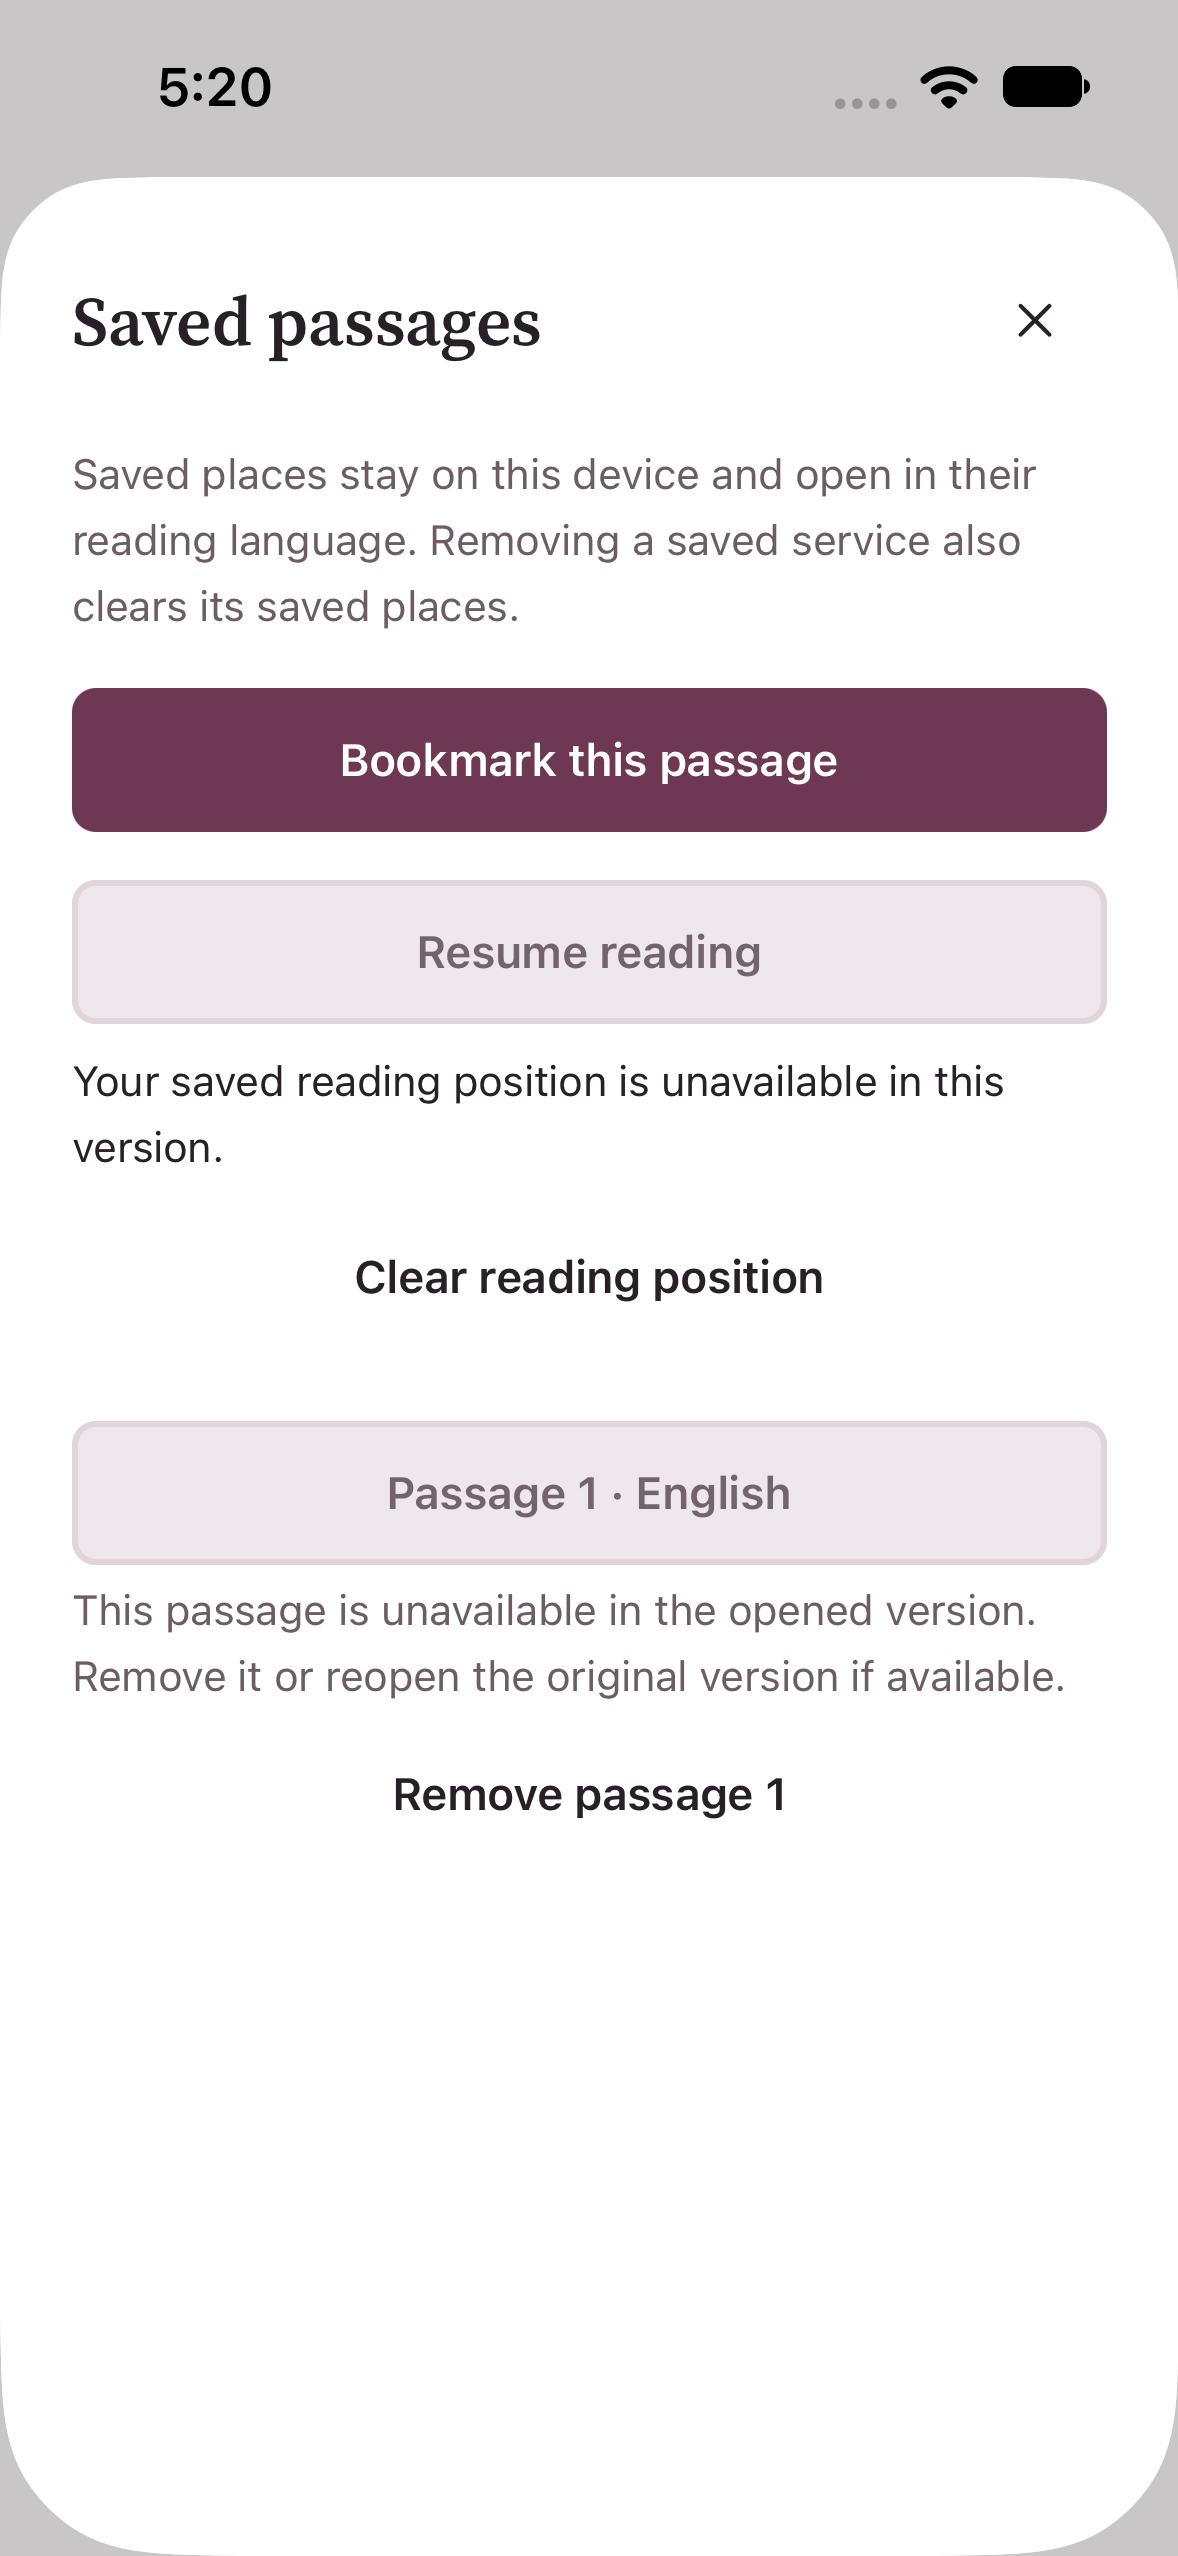 5:20
Saved passages
Saved places stay on this device and open in their
reading language. Removing a saved service also
clears its saved places.
Bookmark this passage
Resume reading
Your saved reading position is unavailable in this
version.
Clear reading position
Passage 1 · English
This passage is unavailable in the opened version.
Remove it or reopen the original version if available.
Remove passage 1